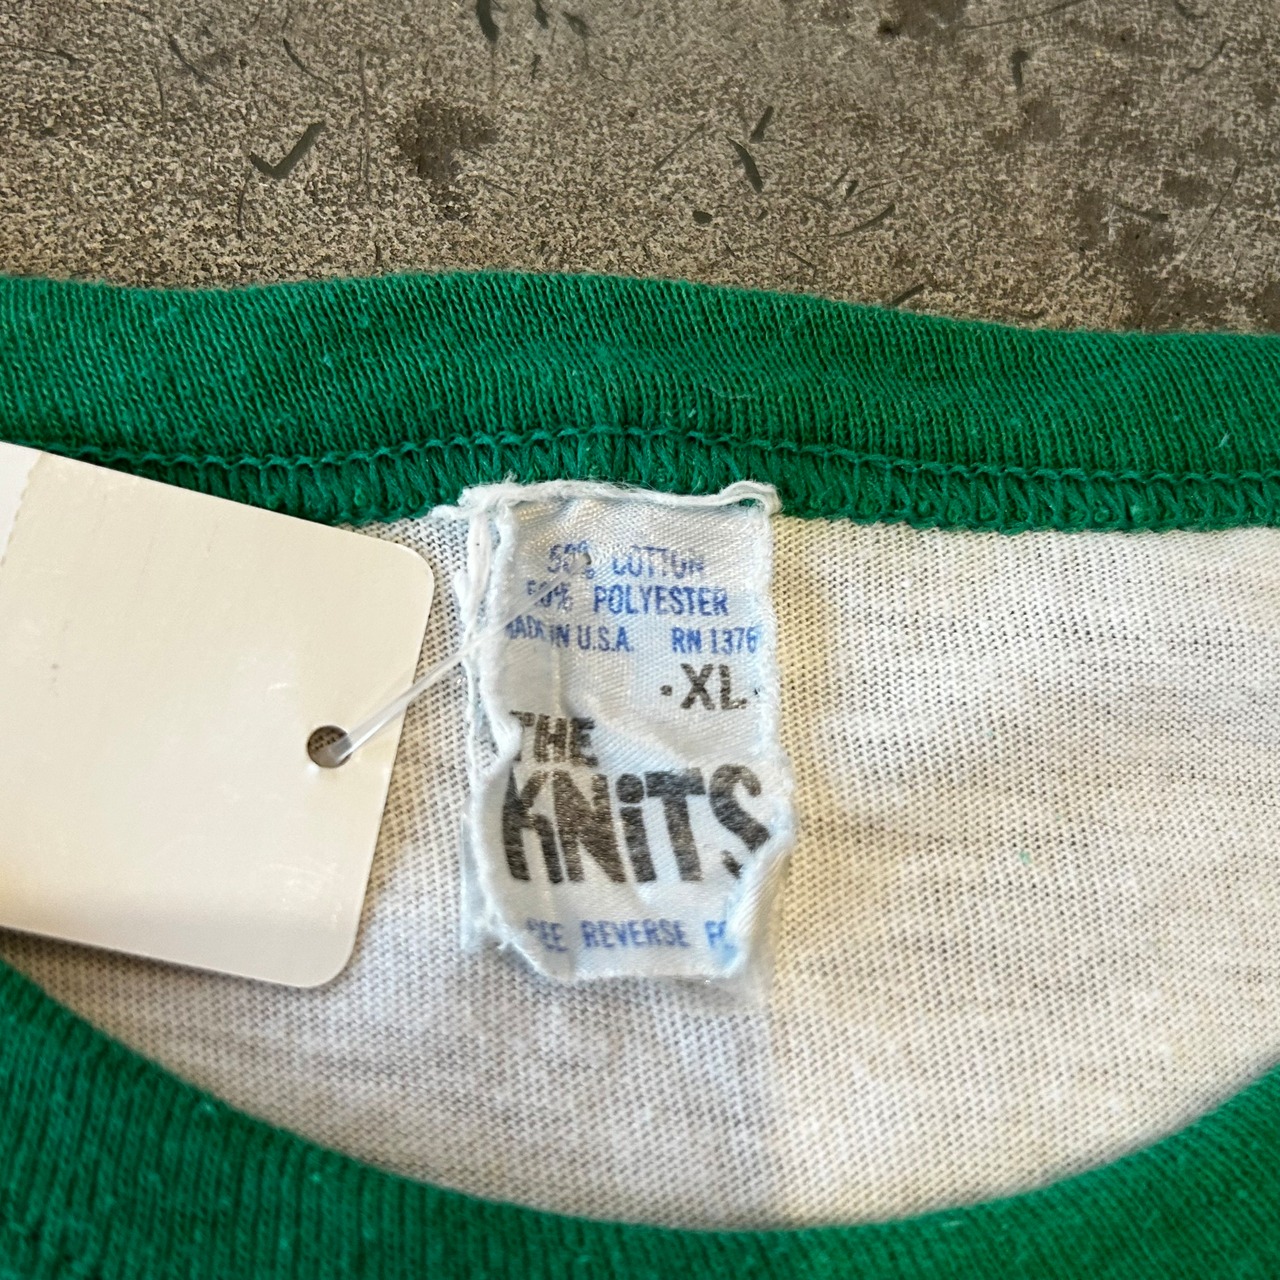 50% COTTON
50% POLYESTER
MADE IN U.S.A. RN 1376
·XL·
THE
KNiTS
SEE REVERSE